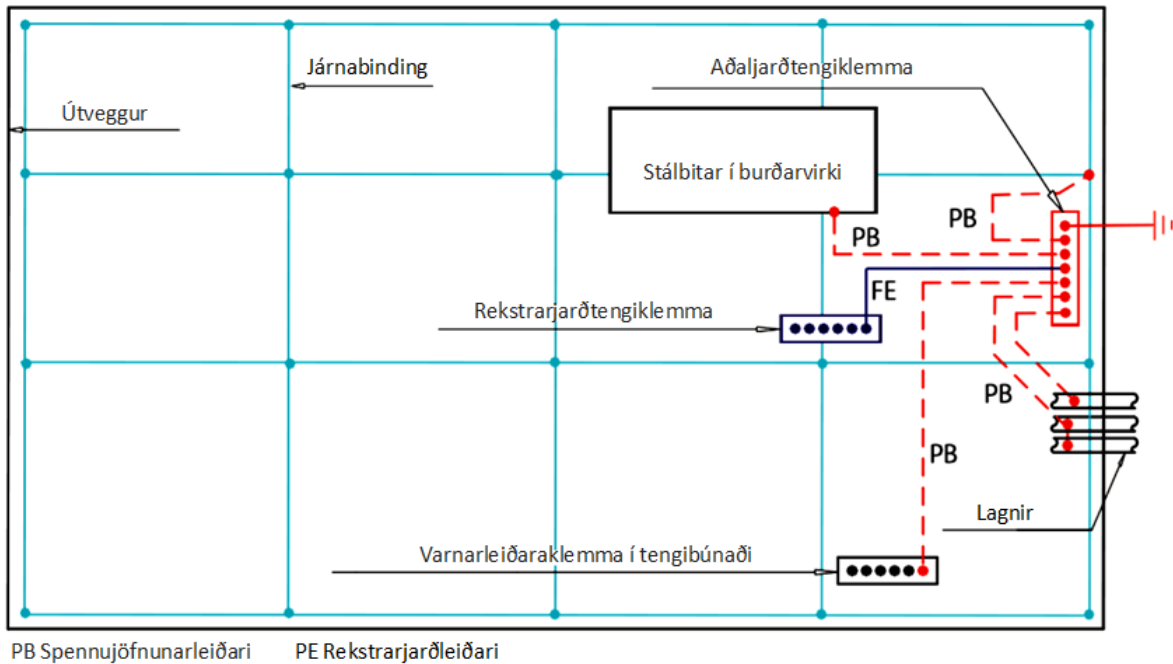 Járnabinding
Aðaljarðtengiklemma
Útveggur
Stálbitar í burðarvirki
PB
PB
FE
Rekstrarjarðtengiklemma
PB
PB
Lagnir
Varnarleiðaraklemma í tengibúnaði
PB Spennujöfnunarleiðari PE Rekstrarjarðleiðari